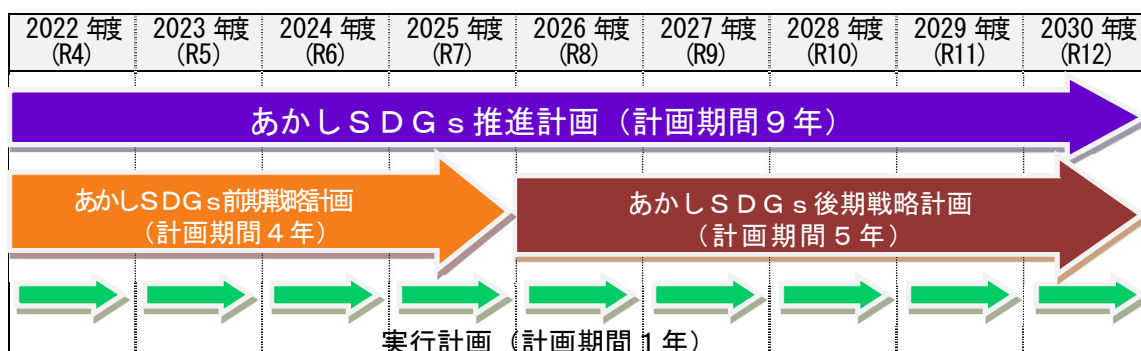 2022 年度 2023 年度 2024 年度 2025 年度 2026 年度 2027 年度 2028 年度 2029 年度 2030 年度
(R4) (R5) (R6) (R7) (R8) (R9) (R10) (R11) (R12)
あかしSDGs推進計画(計画期間9年)
あかしSDGs前期戦略計画
(計画期間4年)
あかしSDGs後期戦略計画
(計画期間5年)
実行計画(計画期間1年)